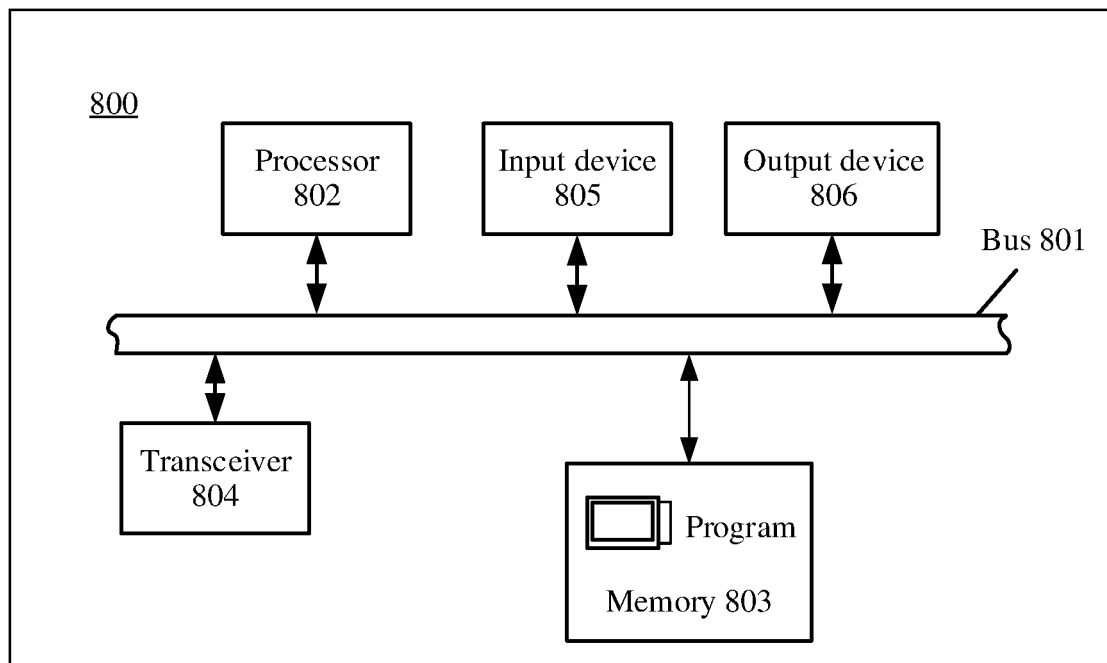 800
Processor
802
Input device
805
Output device
806
Bus 801
Transceiver
804
Program
Memory 803